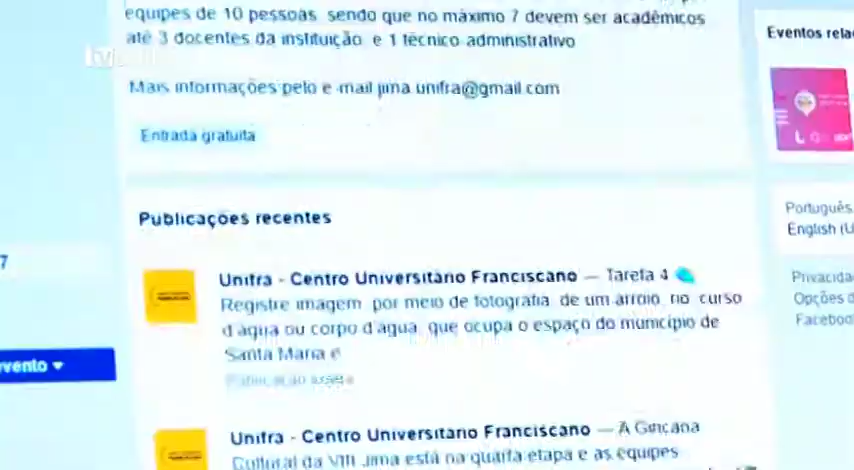 equipes de 10 pessoas sendo que no máximo 7 devem ser acadêmicos
até 3 docentes da instituição e 1 técnico administrativo
Mais informações pelo e-mail jima.unifra@gmail.com
Entrada gratuita
Publicações recentes
Unifra - Centro Universitário Franciscano — Tarefa 4
Registre imagem por meio de fotografia de um arroio, rio, curso
d'água ou corpo d'água que ocupa o espaço do município de
Santa Maria e
Unifra - Centro Universitário Franciscano — A Gincana
Cultural da VIII Jima está na quarta etapa e as equipes
7
evento
Eventos rela
Português
English (U
Privacida
Opções d
Faceboo